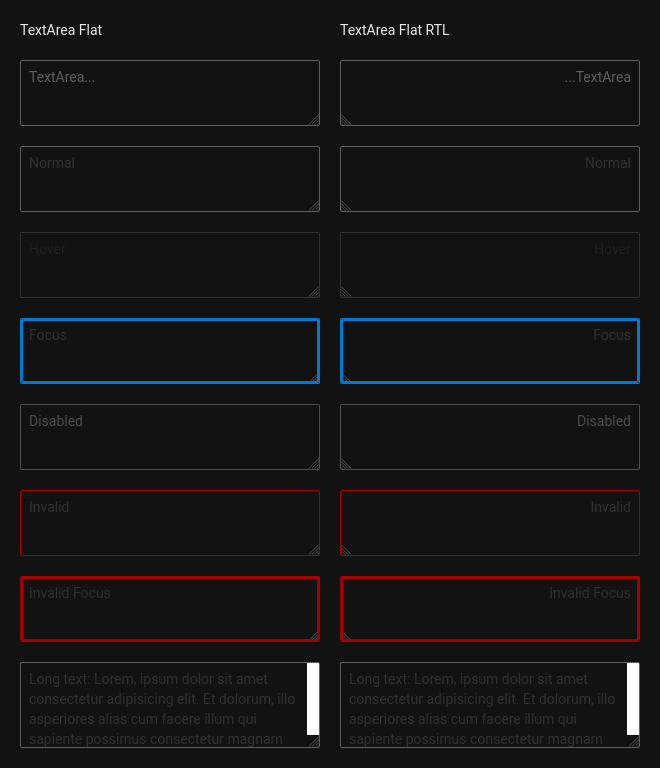 TextArea Flat
TextArea Flat RTL
TextArea...
...TextArea
Normal
Normal
Hover
Hover
Focus
Focus
Disabled
Disabled
Invalid
Invalid
Invalid Focus
Invalid Focus
Long text: Lorem, ipsum dolor sit amet
consectetur adipisicing elit. Et dolorum, illo
asperiores alias cum facere illum qui
sapiente possimus consectetur magnam
Long text: Lorem, ipsum dolor sit amet
consectetur adipisicing elit. Et dolorum, illo
asperiores alias cum facere illum qui
sapiente possimus consectetur magnam